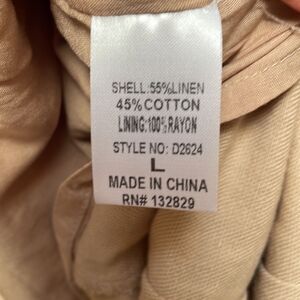 SHELL:55%LINEN
45%COTTON
LINING:100%RAYON
STYLE NO: D2624
L
MADE IN CHINA
RN# 132829